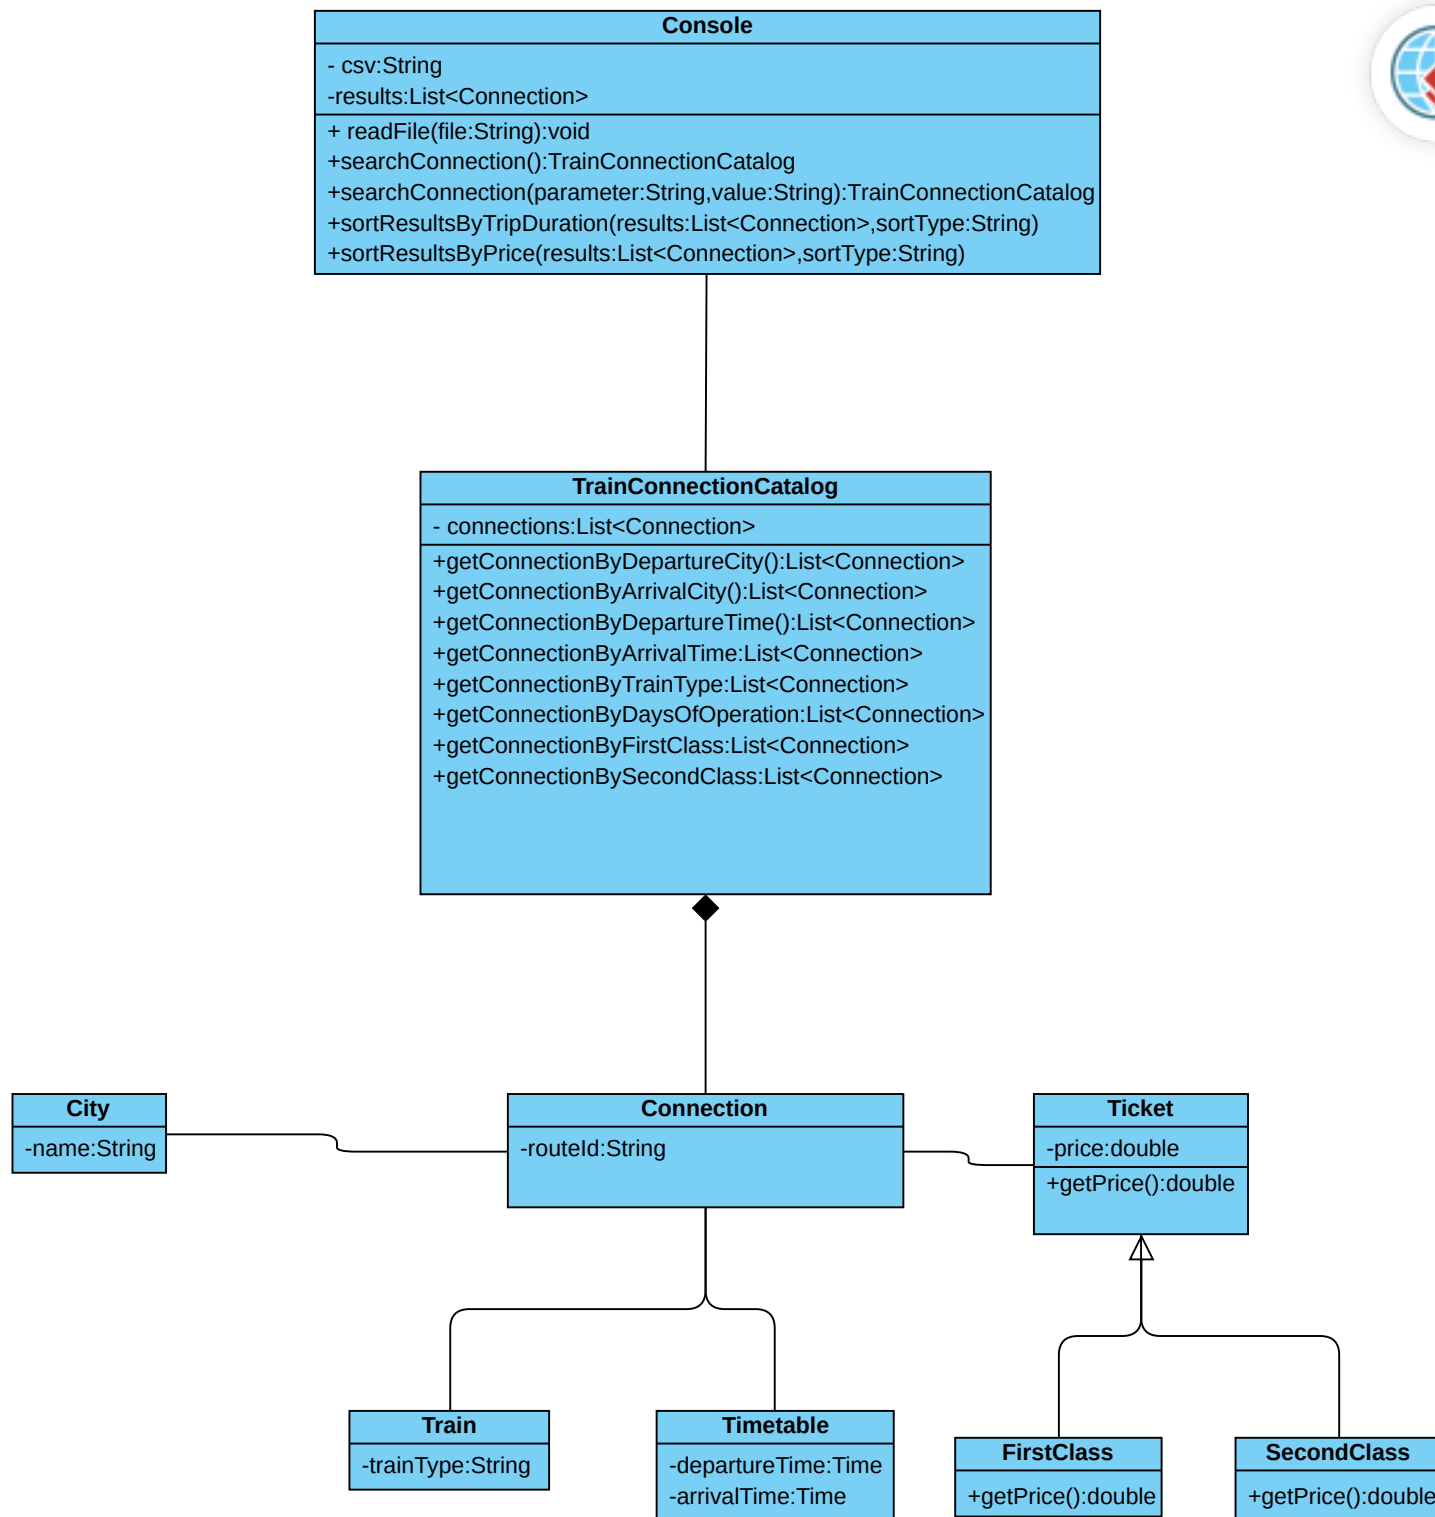 Console
- csv:String
-results:List<Connection>
+ readFile(file:String):void
+searchConnection():TrainConnectionCatalog
+searchConnection(parameter:String,value:String):TrainConnectionCatalog
+sortResultsByTripDuration(results:List<Connection>,sortType:String)
+sortResultsByPrice(results:List<Connection>,sortType:String)
TrainConnectionCatalog
- connections:List<Connection>
+getConnectionByDepartureCity():List<Connection>
+getConnectionByArrivalCity():List<Connection>
+getConnectionByDepartureTime():List<Connection>
+getConnectionByArrivalTime:List<Connection>
+getConnectionByTrainType:List<Connection>
+getConnectionByDaysOfOperation:List<Connection>
+getConnectionByFirstClass:List<Connection>
+getConnectionBySecondClass:List<Connection>
City
-name:String
Connection
-routeId:String
Ticket
-price:double
+getPrice():double
Train
-trainType:String
Timetable
-departureTime:Time
-arrivalTime:Time
FirstClass
+getPrice():double
SecondClass
+getPrice():double